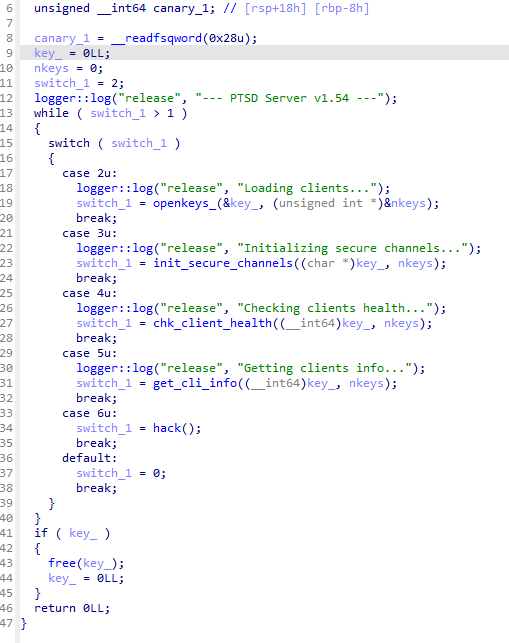 6 unsigned __int64 canary_1; // [rsp+18h] [rbp-8h]
7
8 canary_1 = __readfsqword(0x28u);
9 key_ = 0LL;
10 nkeys = 0;
11 switch_1 = 2;
12 logger::log("release", "--- PTSD Server v1.54 ---");
13 while ( switch_1 > 1 )
14 {
15 switch ( switch_1 )
16 {
17 case 2u:
18 logger::log("release", "Loading clients...");
19 switch_1 = openkeys_(&key_, (unsigned int *)&nkeys);
20 break;
21 case 3u:
22 logger::log("release", "Initializing secure channels...");
23 switch_1 = init_secure_channels((char *)key_, nkeys);
24 break;
25 case 4u:
26 logger::log("release", "Checking clients health...");
27 switch_1 = chk_client_health((__int64)key_, nkeys);
28 break;
29 case 5u:
30 logger::log("release", "Getting clients info...");
31 switch_1 = get_cli_info((__int64)key_, nkeys);
32 break;
33 case 6u:
34 switch_1 = hack();
35 break;
36 default:
37 switch_1 = 0;
38 break;
39 }
40 }
41 if ( key_ )
42 {
43 free(key_);
44 key_ = 0LL;
45 }
46 return 0LL;
47 }